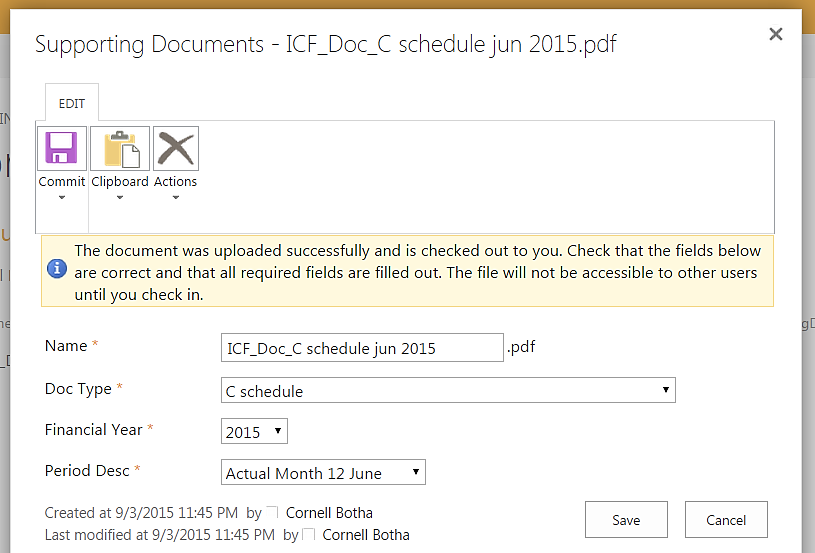 Supporting Documents - ICF_Doc_C schedule jun 2015.pdf
EDIT
Commit Clipboard Actions
The document was uploaded successfully and is checked out to you. Check that the fields below
are correct and that all required fields are filled out. The file will not be accessible to other users
until you check in.
Name * ICF_Doc_C schedule jun 2015 .pdf
Doc Type * C schedule
Financial Year * 2015
Period Desc * Actual Month 12 June
Created at 9/3/2015 11:45 PM by Cornell Botha
Last modified at 9/3/2015 11:45 PM by Cornell Botha
Save Cancel